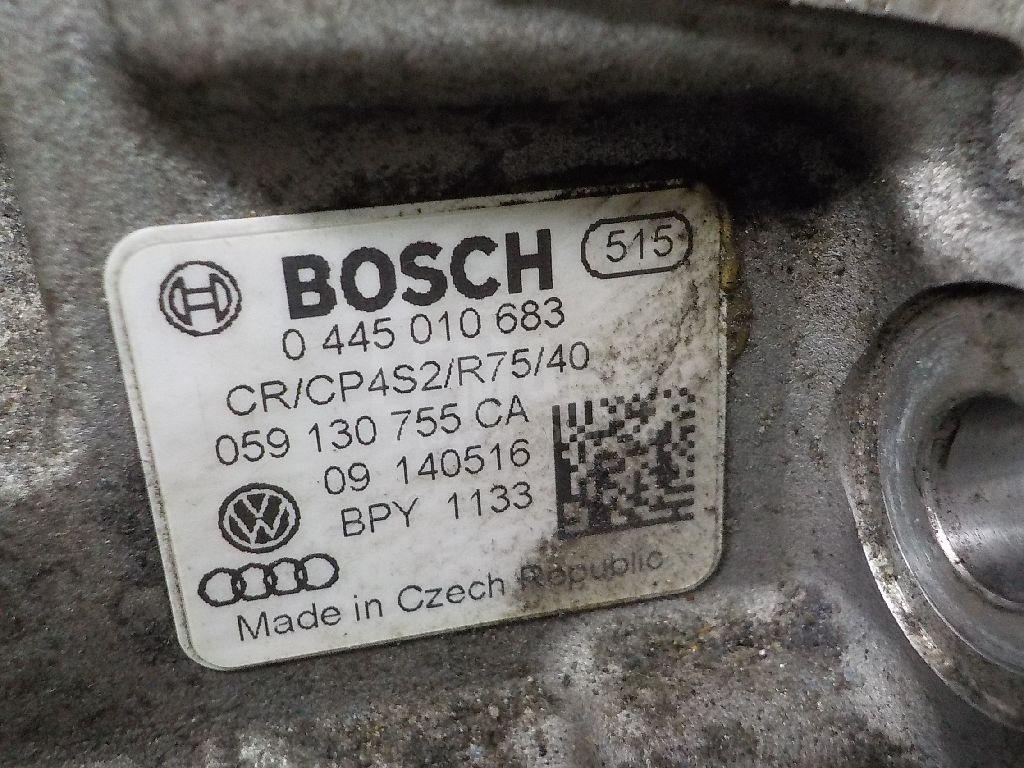 BOSCH 515
0 445 010 683
CR/CP4S2/R75/40
059 130 755 CA
09 140516
BPY 1133
Made in Czech Republic